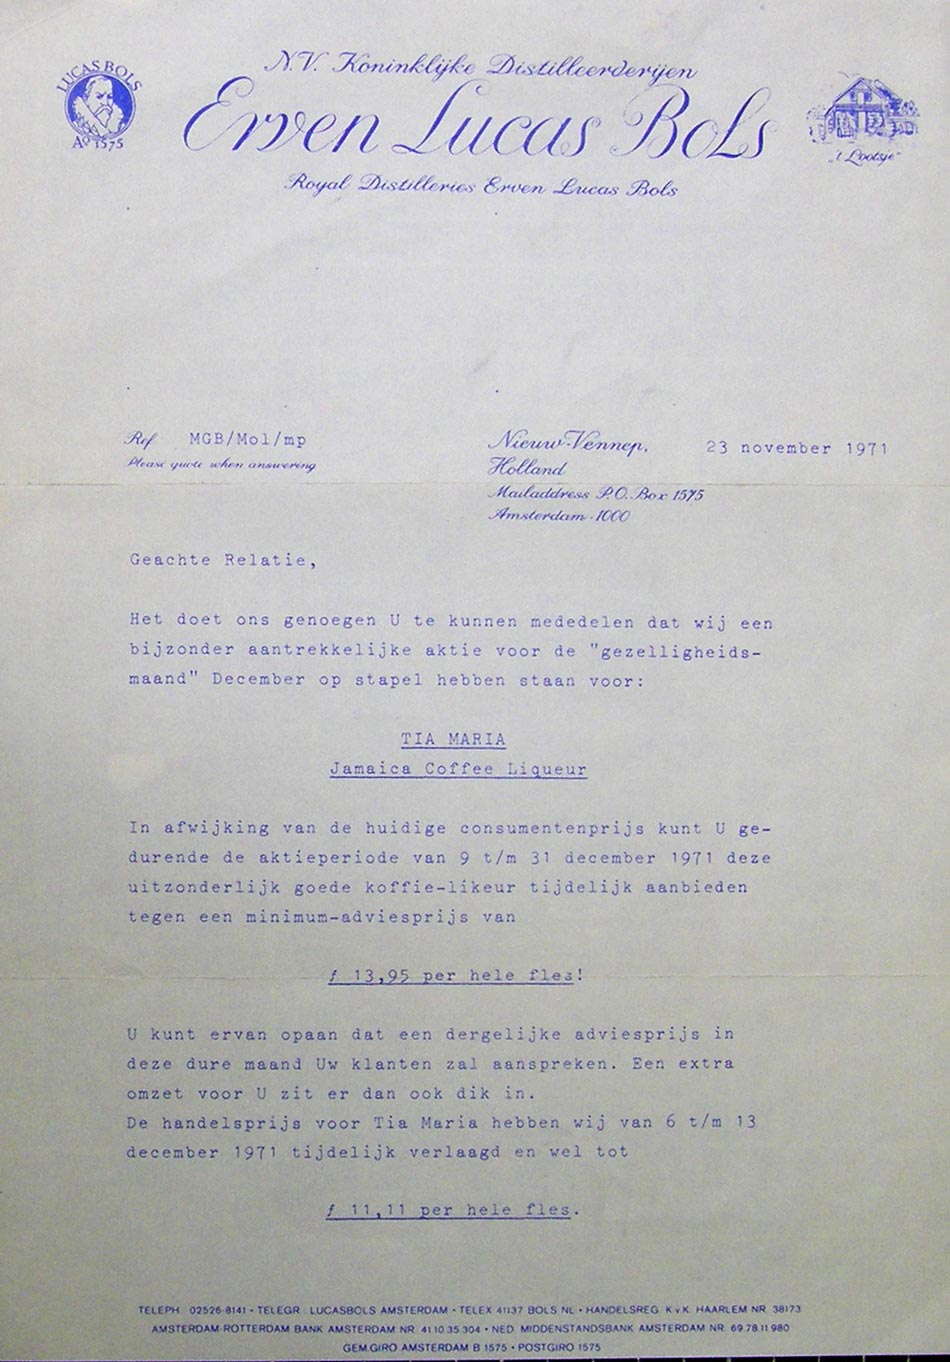 N.V. Koninklijke Distilleerderijen
LUCAS BOLS
Aº 1575
Erven Lucas Bols
"'t Lootsje"
Royal Distilleries Erven Lucas Bols
Ref MGB/Mol/mp
Please quote when answering
Nieuw-Vennep, 23 november 1971
Holland
Mailaddress P.O. Box 1575
Amsterdam-1000
Geachte Relatie,
Het doet ons genoegen U te kunnen mededelen dat wij een
bijzonder aantrekkelijke aktie voor de "gezelligheids-
maand" December op stapel hebben staan voor:
TIA MARIA
Jamaica Coffee Liqueur
In afwijking van de huidige consumentenprijs kunt U ge-
durende de aktieperiode van 9 t/m 31 december 1971 deze
uitzonderlijk goede koffie-likeur tijdelijk aanbieden
tegen een minimum-adviesprijs van
ƒ 13,95 per hele fles!
U kunt ervan opaan dat een dergelijke adviesprijs in
deze dure maand Uw klanten zal aanspreken. Een extra
omzet voor U zit er dan ook dik in.
De handelsprijs voor Tia Maria hebben wij van 6 t/m 13
december 1971 tijdelijk verlaagd en wel tot
ƒ 11,11 per hele fles.
TELEPH. 02526-8141 • TELEGR. LUCASBOLS AMSTERDAM • TELEX 41137 BOLS NL • HANDELSREG. K.v.K. HAARLEM NR. 38173
AMSTERDAM-ROTTERDAM BANK AMSTERDAM NR. 41.10.35.304 • NED. MIDDENSTANDSBANK AMSTERDAM NR. 69.78.11.980
GEM.GIRO AMSTERDAM B 1575 • POSTGIRO 1575